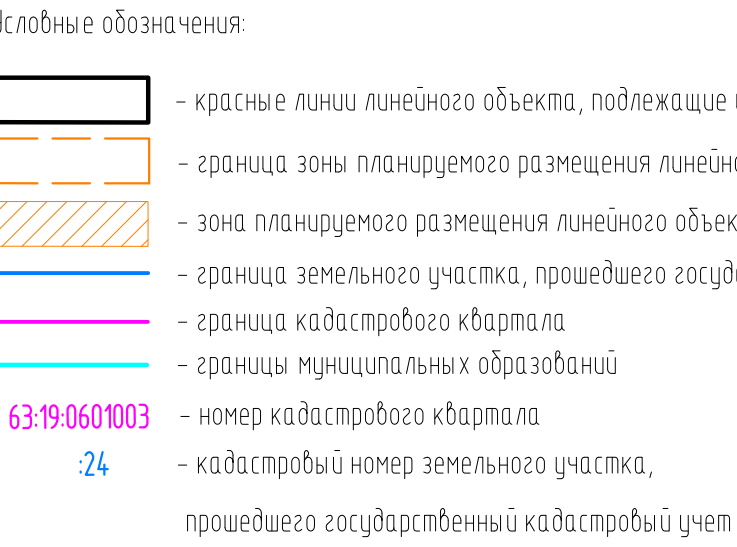 Условные обозначения:
- красные линии линейного объекта, подлежащие
- граница зоны планируемого размещения
- зона планируемого размещения линейного
- граница земельного участка, прошедшего
- граница кадастрового квартала
- границы муниципальных образований
63:19:0601003 - номер кадастрового квартала
:24 - кадастровый номер земельного участка,
прошедшего государственный кадастровый учет